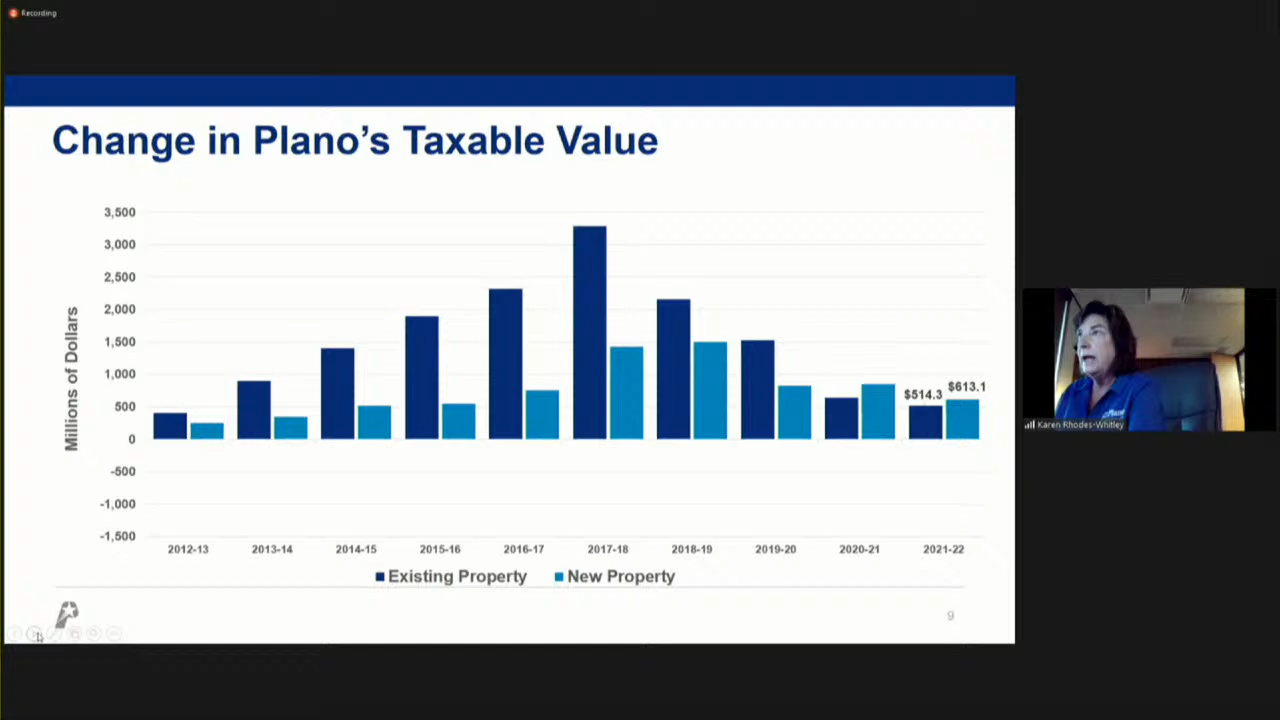 Recording
Change in Plano's Taxable Value
3,500
3,000
2,500
2,000
1,500
1,000
500
0
-500
-1,000
-1,500
Millions of Dollars
$514.3
$613.1
2012-13 2013-14 2014-15 2015-16 2016-17 2017-18 2018-19 2019-20 2020-21 2021-22
Existing Property New Property
9
Karen Rhodes-Whitley